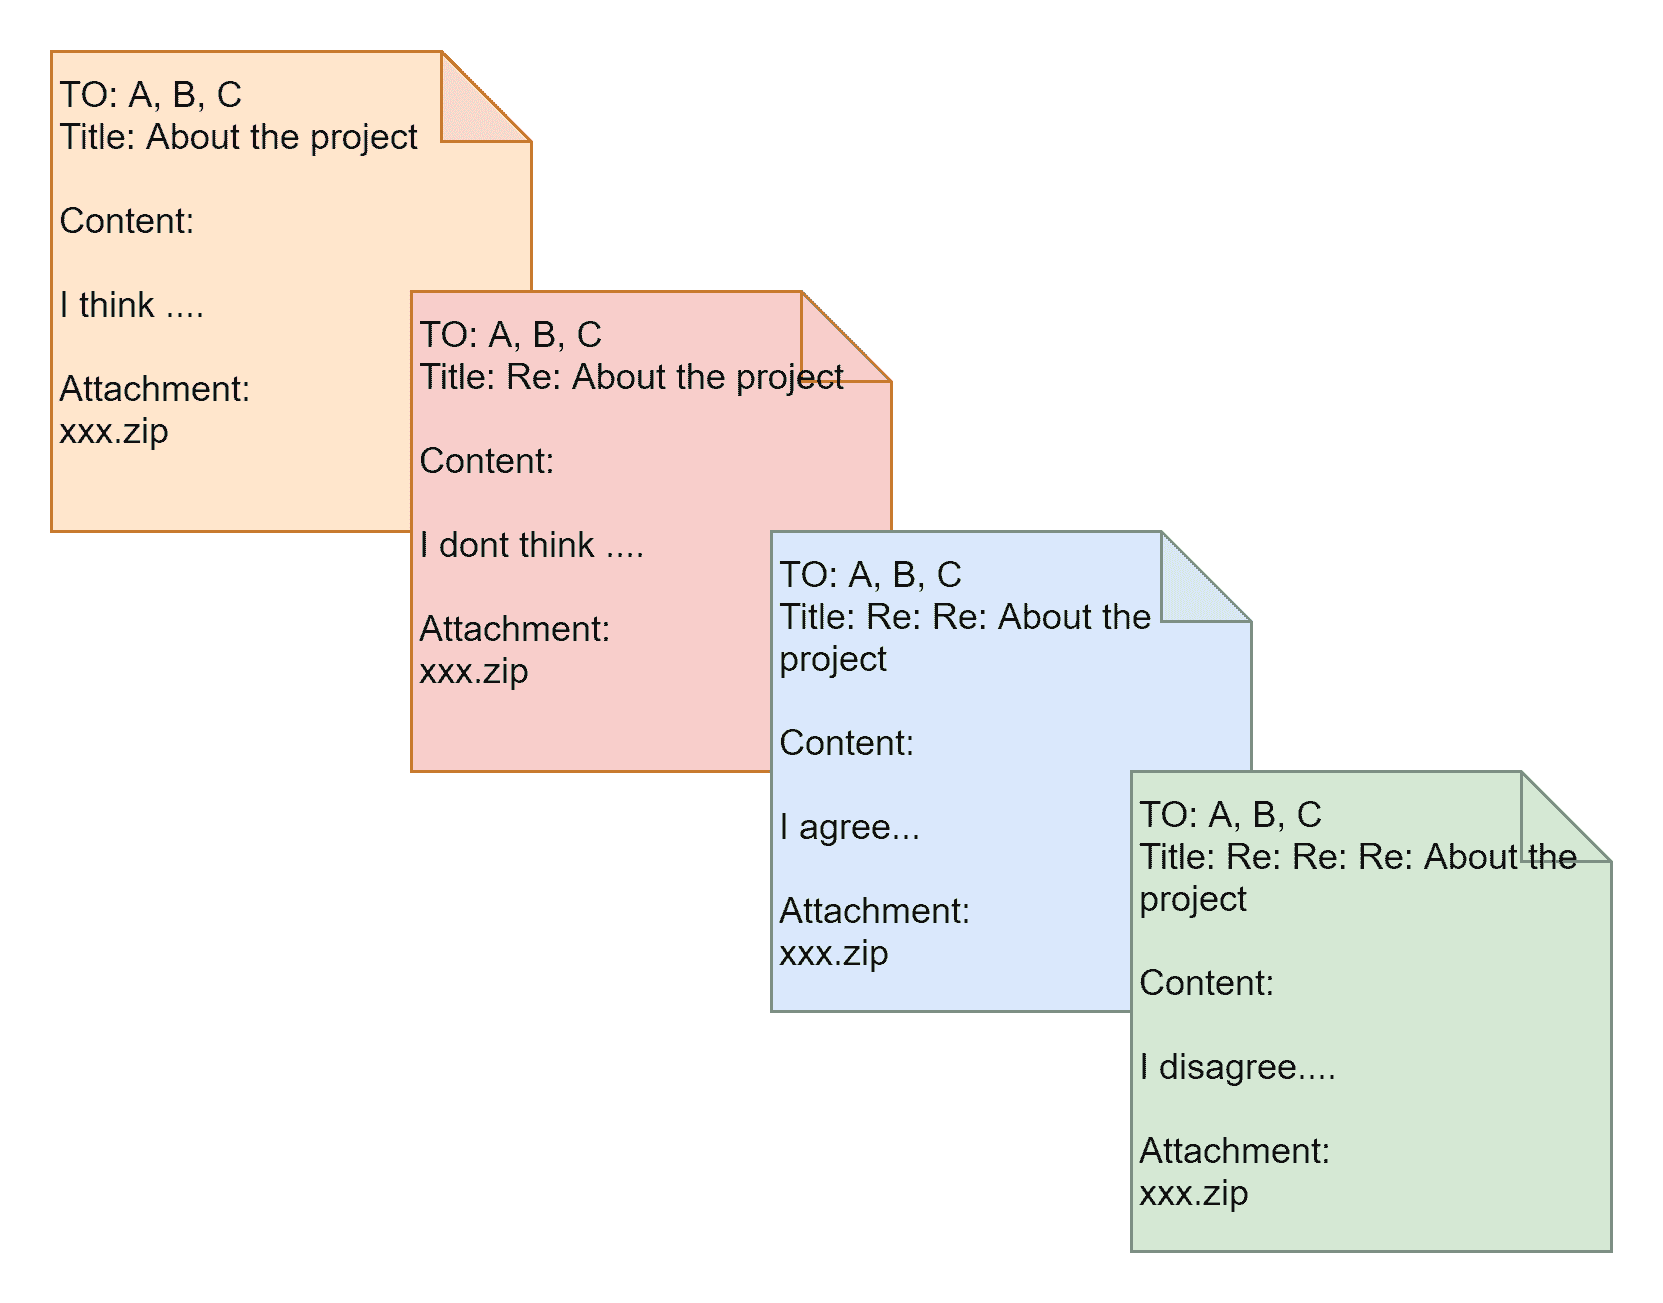 TO: A, B, C
Title: About the project
Content:
I think ....
Attachment:
xxx.zip
TO: A, B, C
Title: Re: About the project
Content:
I dont think ....
Attachment:
xxx.zip
TO: A, B, C
Title: Re: Re: About the
project
Content:
I agree...
Attachment:
xxx.zip
TO: A, B, C
Title: Re: Re: Re: About the
project
Content:
I disagree....
Attachment:
xxx.zip